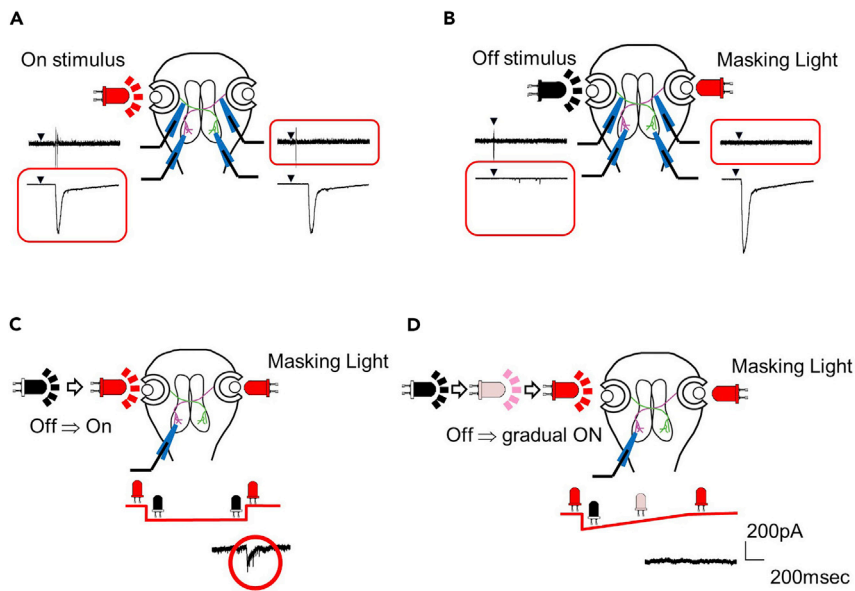 A
On stimulus
B
Off stimulus
Masking Light
C
Masking Light
Off ⇒ On
D
Masking Light
Off ⇒ gradual ON
200pA
200msec